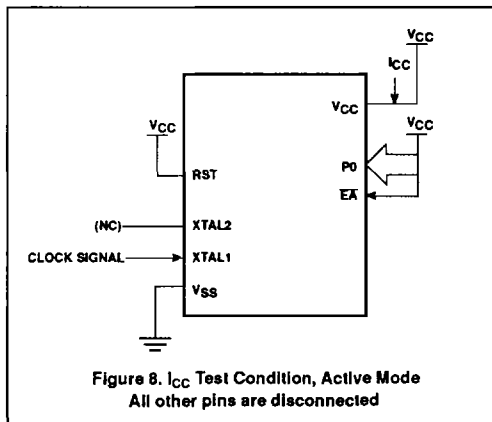 VCC
ICC
VCC
VCC
VCC
P0
RST
EA
(NC)
XTAL2
CLOCK SIGNAL
XTAL1
VSS
Figure 8. ICC Test Condition, Active Mode
All other pins are disconnected